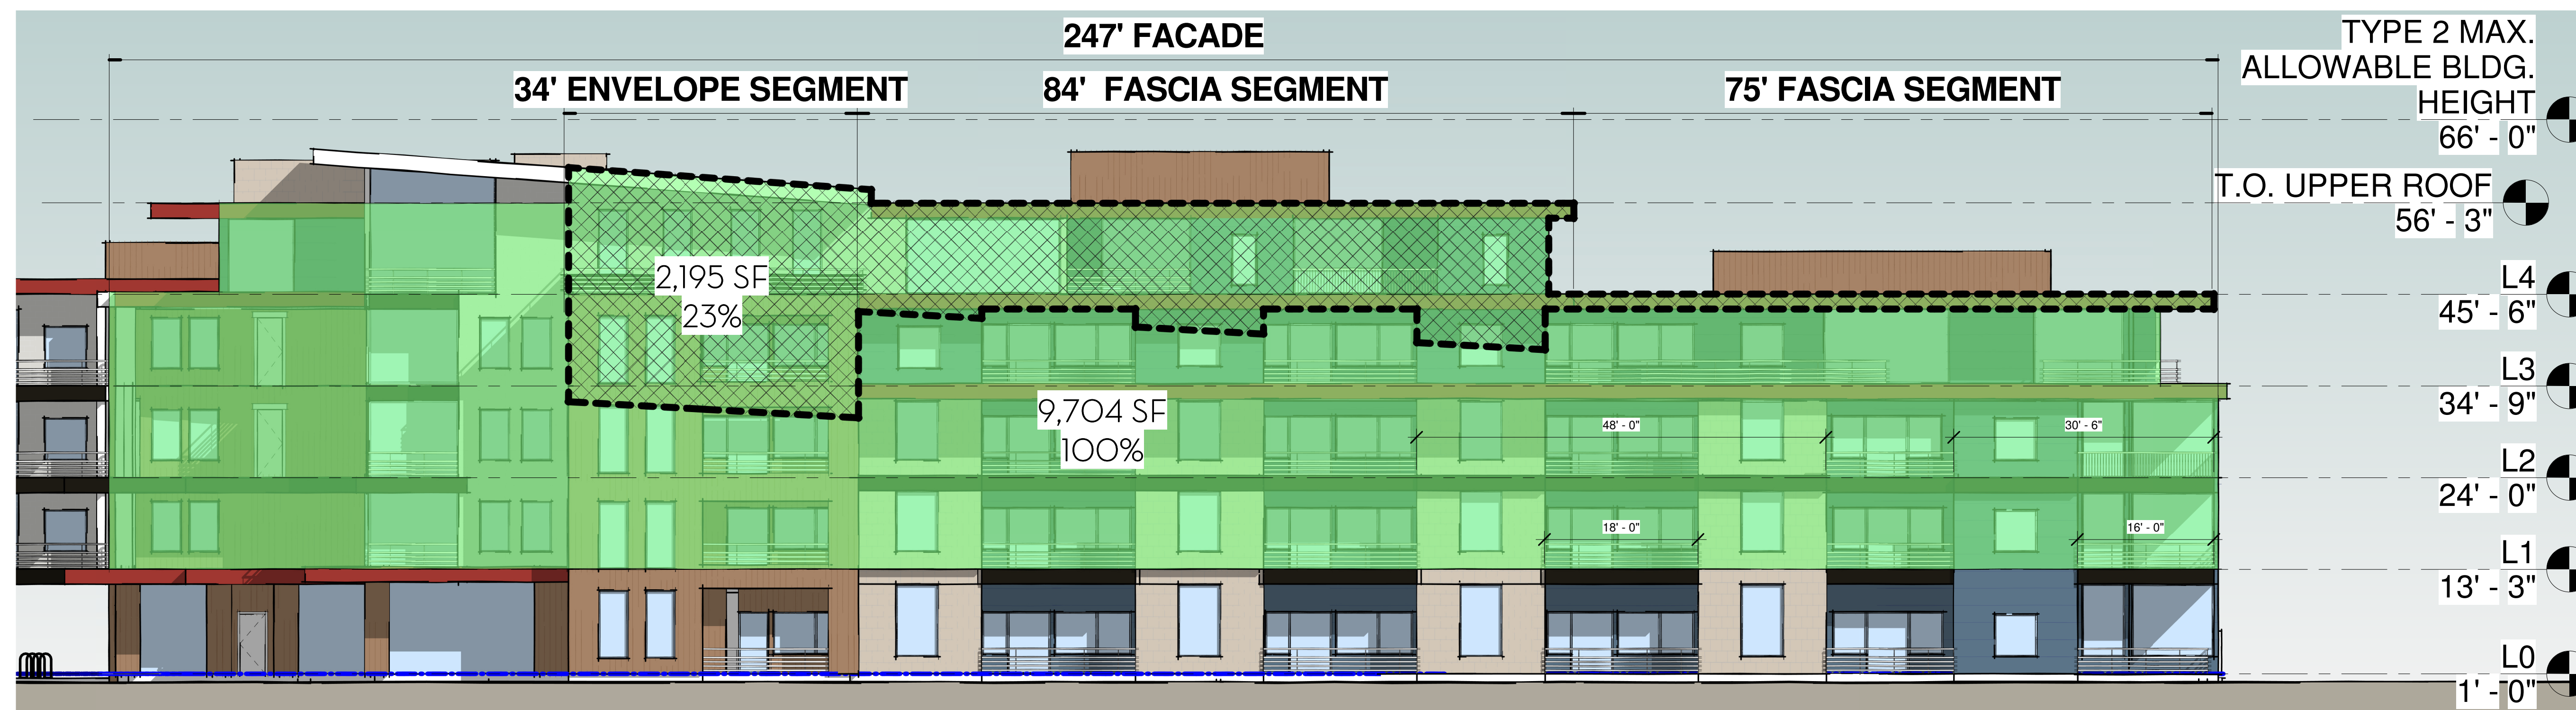 247' FACADE
34' ENVELOPE SEGMENT
84' FASCIA SEGMENT
75' FASCIA SEGMENT
TYPE 2 MAX.
ALLOWABLE BLDG.
HEIGHT
66' - 0"
T.O. UPPER ROOF
56' - 3"
2,195 SF
23%
L4
45' - 6"
L3
34' - 9"
9,704 SF
100%
48' - 0"
30' - 6"
L2
24' - 0"
18' - 0"
16' - 0"
L1
13' - 3"
L0
1' - 0"